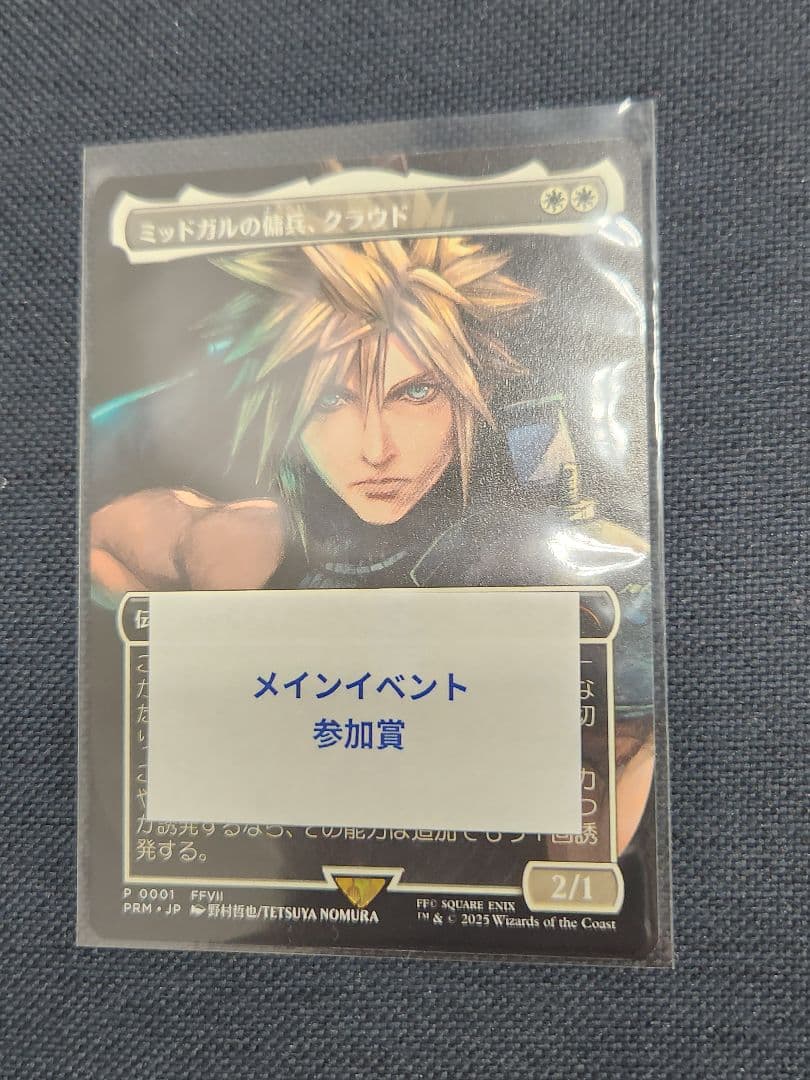 ミッドガルの傭兵、クラウド
伝
メインイベント
参加賞
が誘発するなら、その能力は追加でもう1回誘
発する。
2/1
P 0001 FFVII
PRM・JP 野村哲也/TETSUYA NOMURA
FF© SQUARE ENIX
™ & © 2025 Wizards of the Coast